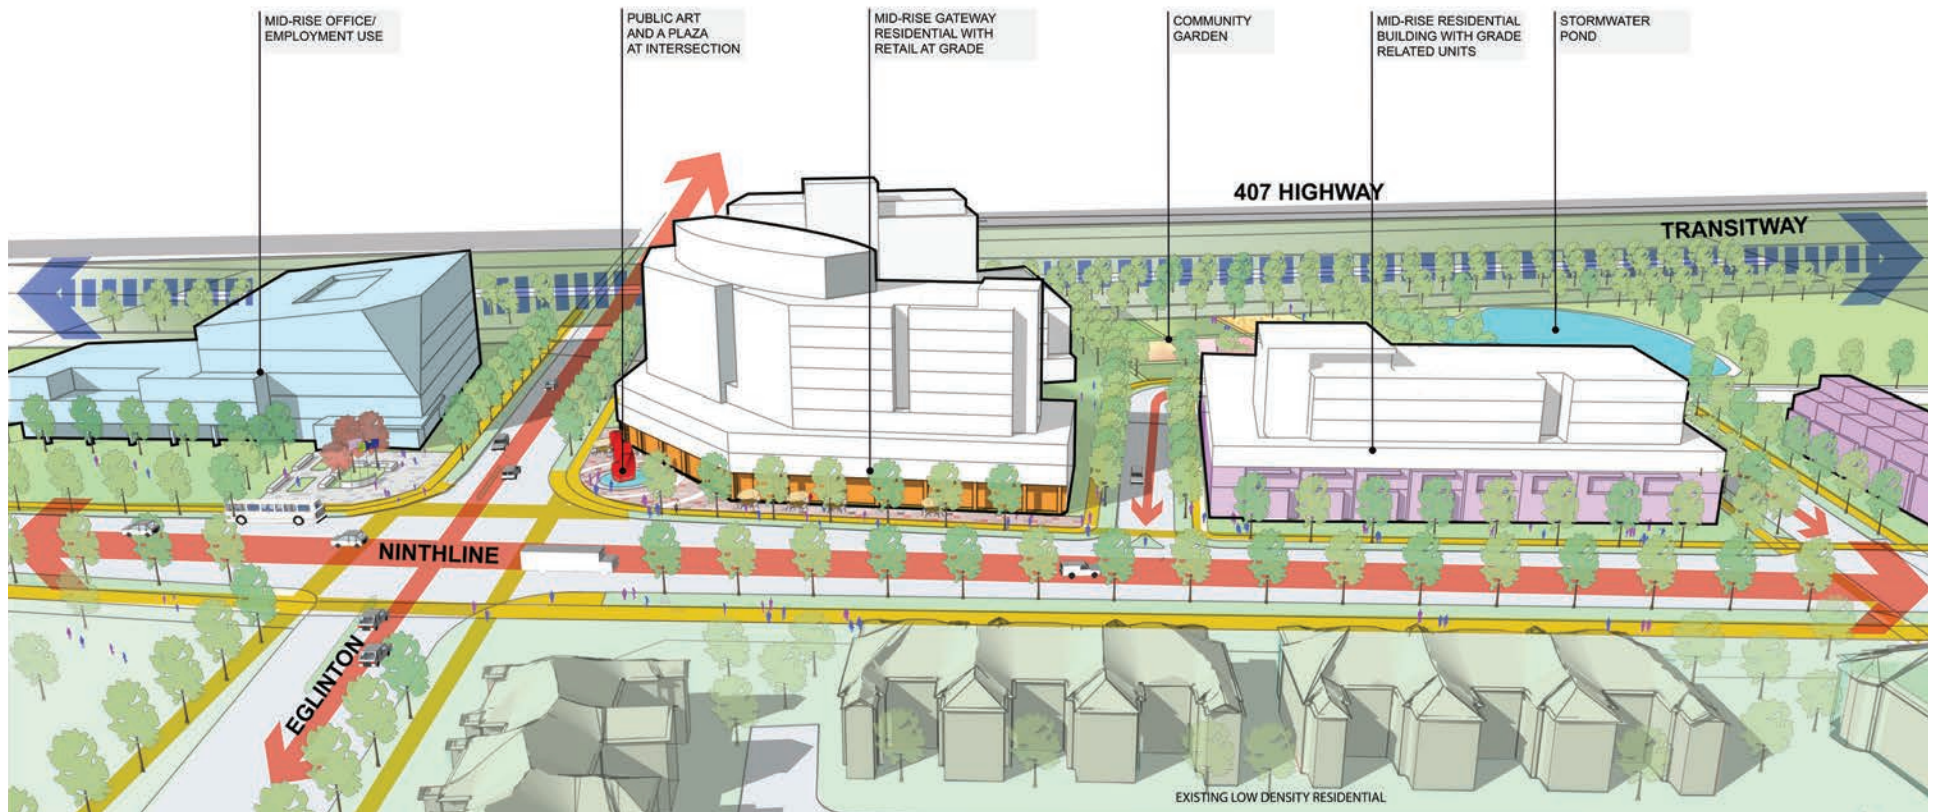 MID-RISE OFFICE/
EMPLOYMENT USE
PUBLIC ART
AND A PLAZA
AT INTERSECTION
MID-RISE GATEWAY
RESIDENTIAL WITH
RETAIL AT GRADE
COMMUNITY
GARDEN
MID-RISE RESIDENTIAL
BUILDING WITH GRADE
RELATED UNITS
STORMWATER
POND
407 HIGHWAY
TRANSITWAY
NINTHLINE
EGLINTON
EXISTING LOW DENSITY RESIDENTIAL